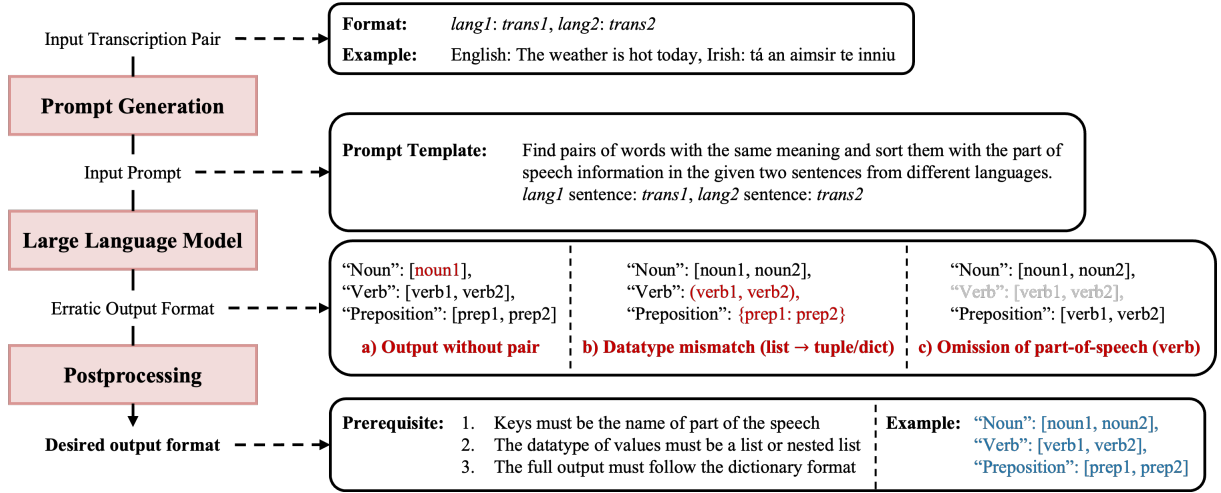 Input Transcription Pair
Format: lang1: trans1, lang2: trans2
Example: English: The weather is hot today, Irish: tá an aimsir te inniu
Prompt Generation
Input Prompt
Prompt Template: Find pairs of words with the same meaning and sort them with the part of
speech information in the given two sentences from different languages.
lang1 sentence: trans1, lang2 sentence: trans2
Large Language Model
Erratic Output Format
“Noun”: [noun1],
“Verb”: [verb1, verb2],
“Preposition”: [prep1, prep2]
a) Output without pair
“Noun”: [noun1, noun2],
“Verb”: (verb1, verb2),
“Preposition”: {prep1: prep2}
b) Datatype mismatch (list → tuple/dict)
“Noun”: [noun1, noun2],
“Verb”: [verb1, verb2],
“Preposition”: [verb1, verb2]
c) Omission of part-of-speech (verb)
Postprocessing
Desired output format
Prerequisite: 1. Keys must be the name of part of the speech
2. The datatype of values must be a list or nested list
3. The full output must follow the dictionary format
Example: “Noun”: [noun1, noun2],
“Verb”: [verb1, verb2],
“Preposition”: [prep1, prep2]